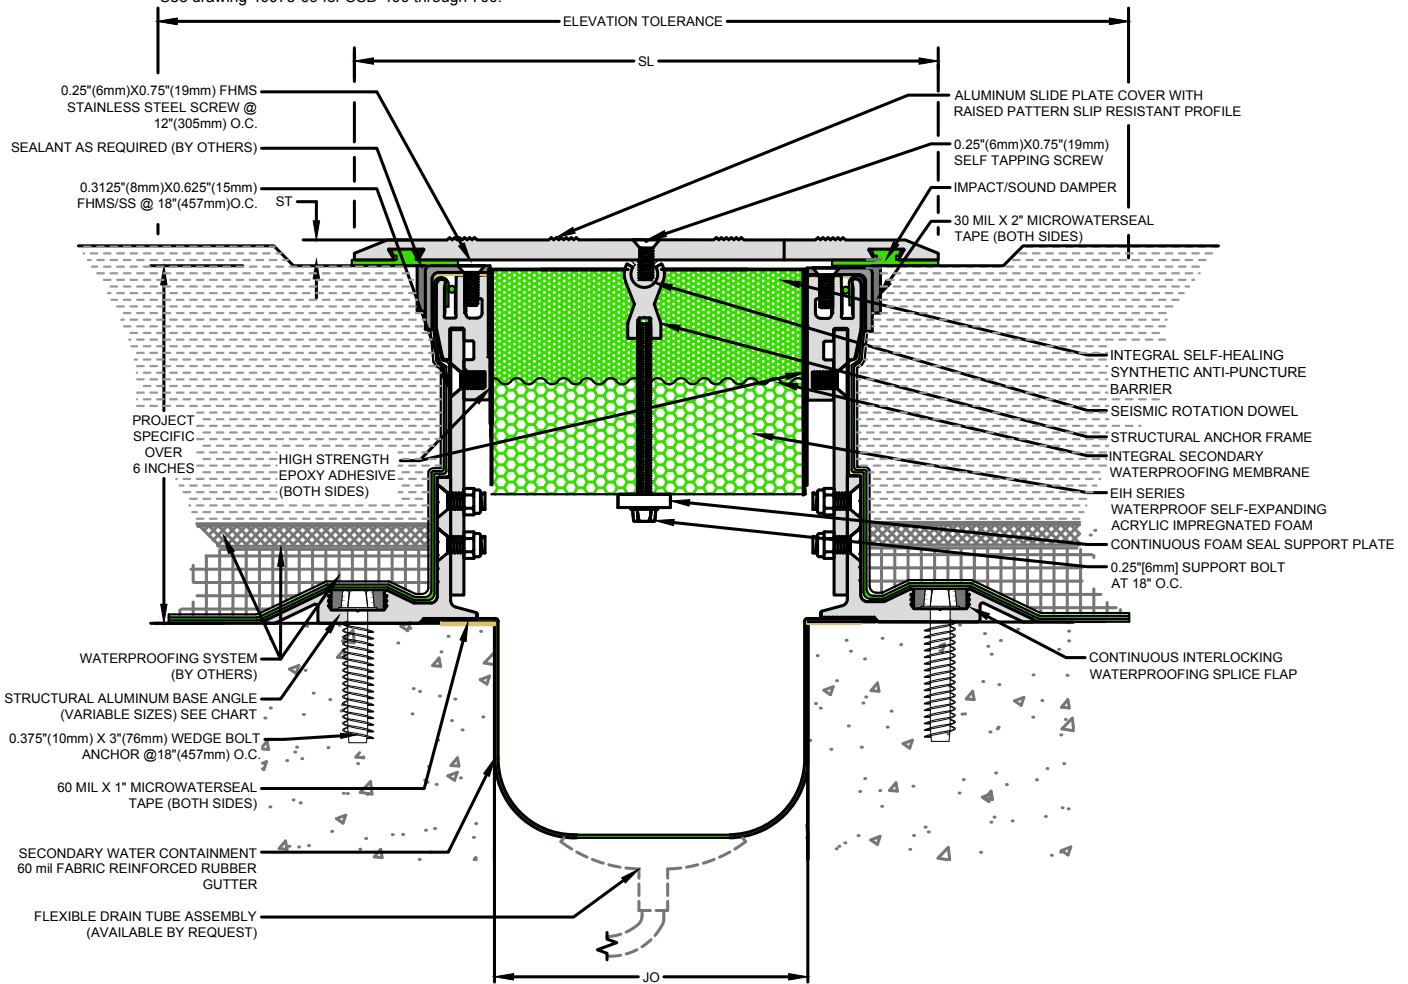 ELEVATION TOLERANCE
SL
0.25"(6mm)X0.75"(19mm) FHMS
STAINLESS STEEL SCREW @
12"(305mm) O.C.
SEALANT AS REQUIRED (BY OTHERS)
0.3125"(8mm)X0.625"(15mm)
FHMS/SS @ 18"(457mm)O.C.
ST
ALUMINUM SLIDE PLATE COVER WITH
RAISED PATTERN SLIP RESISTANT PROFILE
0.25"(6mm)X0.75"(19mm)
SELF TAPPING SCREW
IMPACT/SOUND DAMPER
30 MIL X 2" MICROWATERSEAL
TAPE (BOTH SIDES)
PROJECT
SPECIFIC
OVER
6 INCHES
HIGH STRENGTH
EPOXY ADHESIVE
(BOTH SIDES)
INTEGRAL SELF-HEALING
SYNTHETIC ANTI-PUNCTURE
BARRIER
SEISMIC ROTATION DOWEL
STRUCTURAL ANCHOR FRAME
INTEGRAL SECONDARY
WATERPROOFING MEMBRANE
EIH SERIES
WATERPROOF SELF-EXPANDING
ACRYLIC IMPREGNATED FOAM
CONTINUOUS FOAM SEAL SUPPORT PLATE
0.25"[6mm] SUPPORT BOLT
AT 18" O.C.
CONTINUOUS INTERLOCKING
WATERPROOFING SPLICE FLAP
WATERPROOFING SYSTEM
(BY OTHERS)
STRUCTURAL ALUMINUM BASE ANGLE
(VARIABLE SIZES) SEE CHART
0.375"(10mm) X 3"(76mm) WEDGE BOLT
ANCHOR @18"(457mm) O.C.
60 MIL X 1" MICROWATERSEAL
TAPE (BOTH SIDES)
SECONDARY WATER CONTAINMENT
60 mil FABRIC REINFORCED RUBBER
GUTTER
FLEXIBLE DRAIN TUBE ASSEMBLY
(AVAILABLE BY REQUEST)
JO